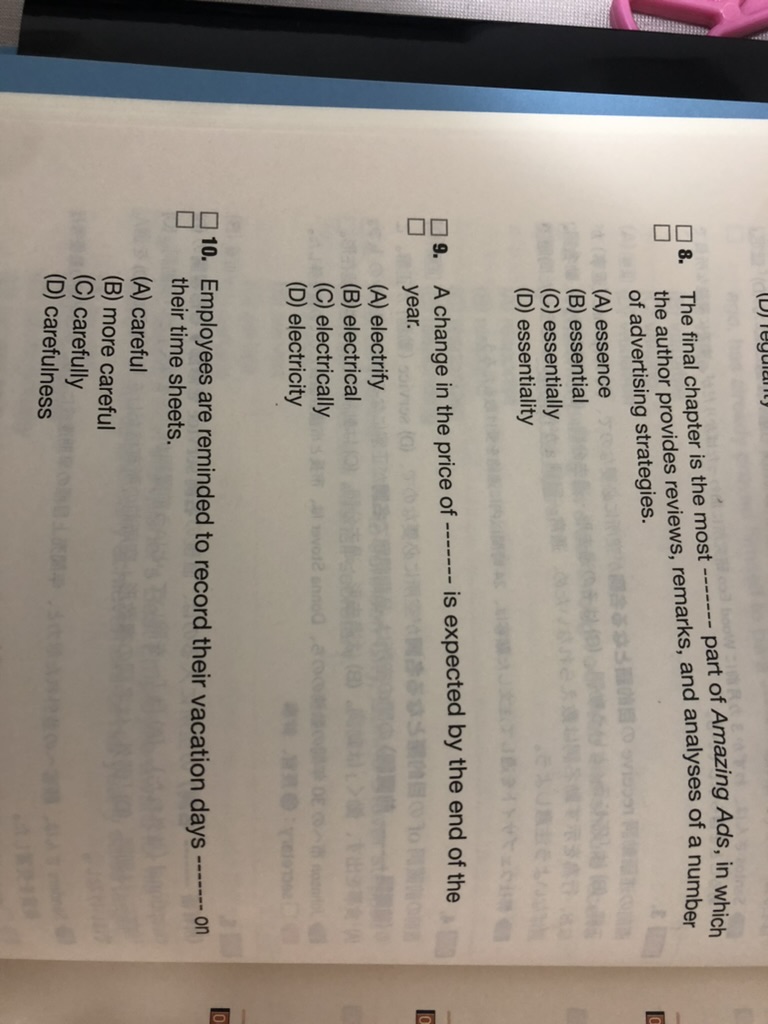 8. The final chapter is the most ------- part of Amazing Ads, in which
the author provides reviews, remarks, and analyses of a number
of advertising strategies.
(A) essence
(B) essential
(C) essentially
(D) essentiality
9. A change in the price of ------- is expected by the end of the
year.
(A) electrify
(B) electrical
(C) electrically
(D) electricity
10. Employees are reminded to record their vacation days ------- on
their time sheets.
(A) careful
(B) more careful
(C) carefully
(D) carefulness